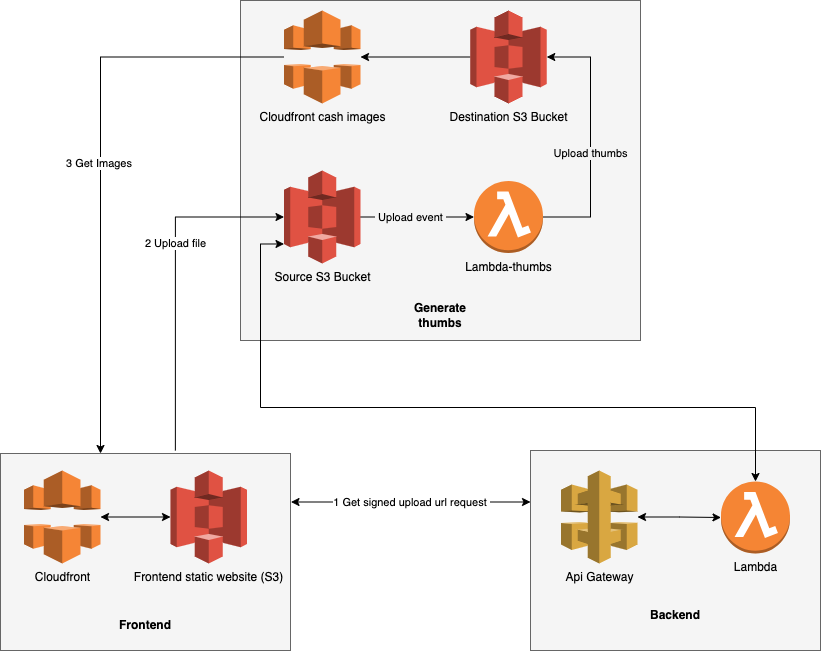 Cloudfront cash images
Destination S3 Bucket
Upload thumbs
3 Get Images
2 Upload file
Upload event
Source S3 Bucket
Lambda-thumbs
Generate
thumbs
1 Get signed upload url request
Cloudfront
Frontend static website (S3)
Frontend
Api Gateway
Lambda
Backend